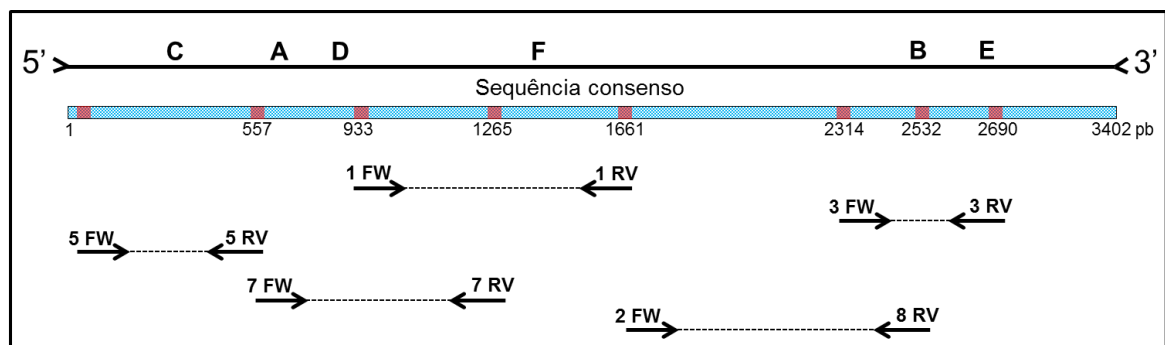 5’ C A D F B E 3’
Sequência consenso
1 557 933 1265 1661 2314 2532 2690 3402 pb
1 FW 1 RV
3 FW 3 RV
5 FW 5 RV
7 FW 7 RV
2 FW 8 RV